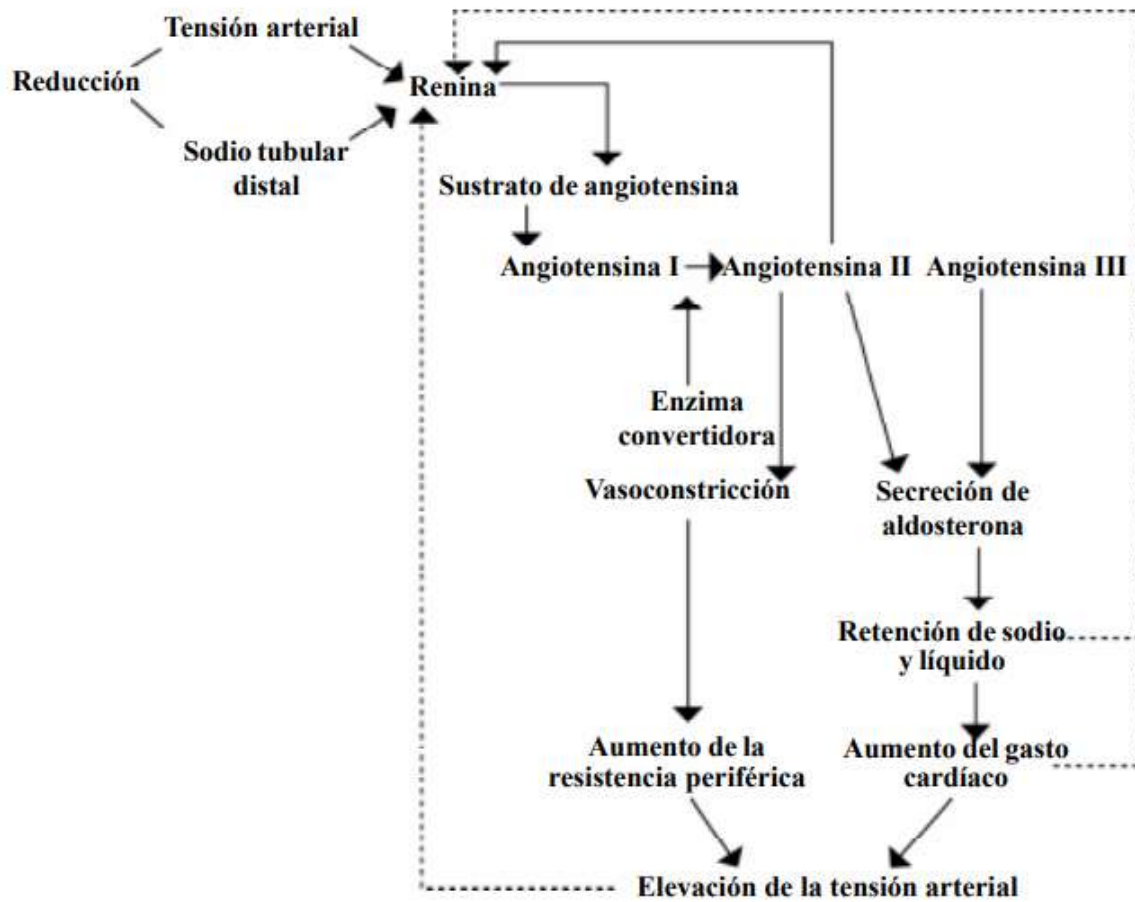 Tensión arterial
Reducción
Renina
Sodio tubular
distal
Sustrato de angiotensina
Angiotensina I
Angiotensina II
Angiotensina III
Enzima
convertidora
Vasoconstricción
Secreción de
aldosterona
Retención de sodio
y líquido
Aumento de la
resistencia periférica
Aumento del gasto
cardíaco
Elevación de la tensión arterial